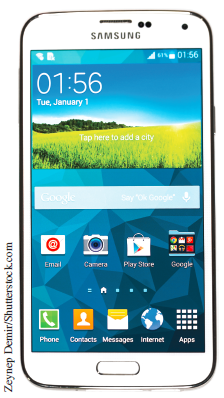 SAMSUNG
61% 01:56
01:56
Tue, January 1
Tap here to add a city
Google
Say "Ok Google"
Email
Camera
Play Store
Google
Phone
Contacts
Messages
Internet
Apps
Zeynep Demir/Shutterstock.com